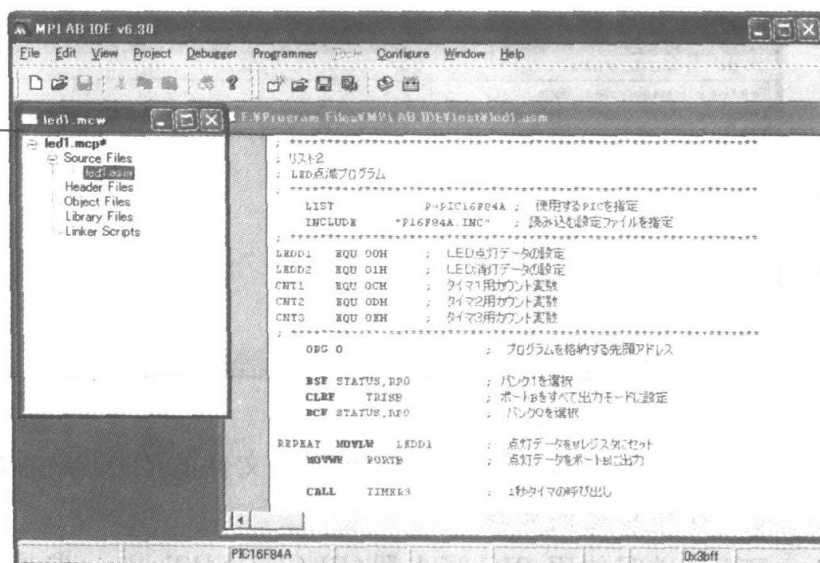 MPLAB IDE v6.30
File Edit View Project Debugger Programmer Tools Configure Window Help
led1.mcw
led1.mcp*
Source Files
led1.asm
Header Files
Object Files
Library Files
Linker Scripts
F:¥Program Files¥MPLAB IDE¥test¥led1.asm
; ****************************************************************
; リスト2
; LED点滅プログラム
; ****************************************************************
LIST P=PIC16F84A ; 使用するPICを指定
INCLUDE "P16F84A.INC" ; 読み込む設定ファイルを指定
; ****************************************************************
LEDD1 EQU 00H ; LED点灯データの設定
LEDD2 EQU 01H ; LED消灯データの設定
CNT1 EQU 0CH ; タイマ1用カウント変数
CNT2 EQU 0DH ; タイマ2用カウント変数
CNT3 EQU 0EH ; タイマ3用カウント変数
; ****************************************************************
ORG 0 ; プログラムを格納する先頭アドレス
BSF STATUS,RP0 ; バンク1を選択
CLRF TRISB ; ポートBをすべて出力モードに設定
BCF STATUS,RP0 ; バンク0を選択
REPEAT MOVLW LEDD1 ; 点灯データをWレジスタにセット
MOVWF PORTB ; 点灯データをポートBに出力
CALL TIMER3 ; 1秒タイマの呼び出し
PIC16F84A 0x3bff